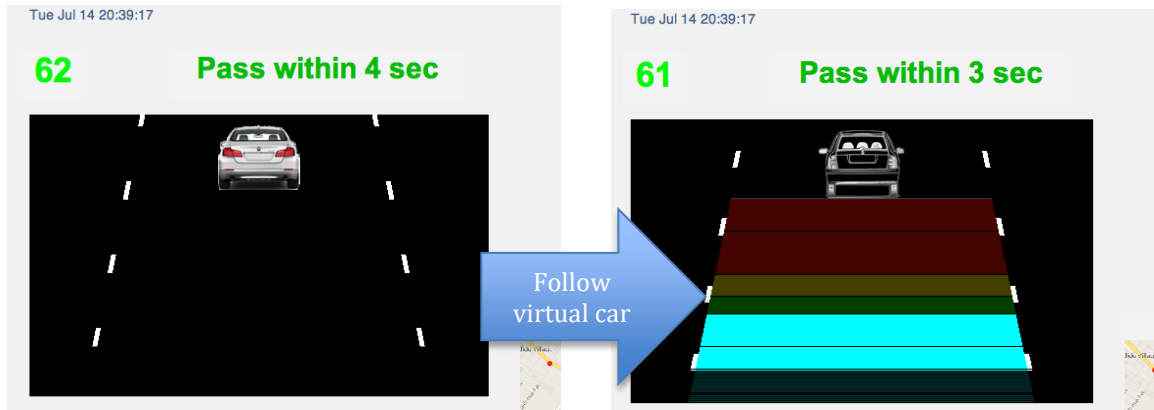 Tue Jul 14 20:39:17
62 Pass within 4 sec
Follow
virtual car
Tue Jul 14 20:39:17
61 Pass within 3 sec